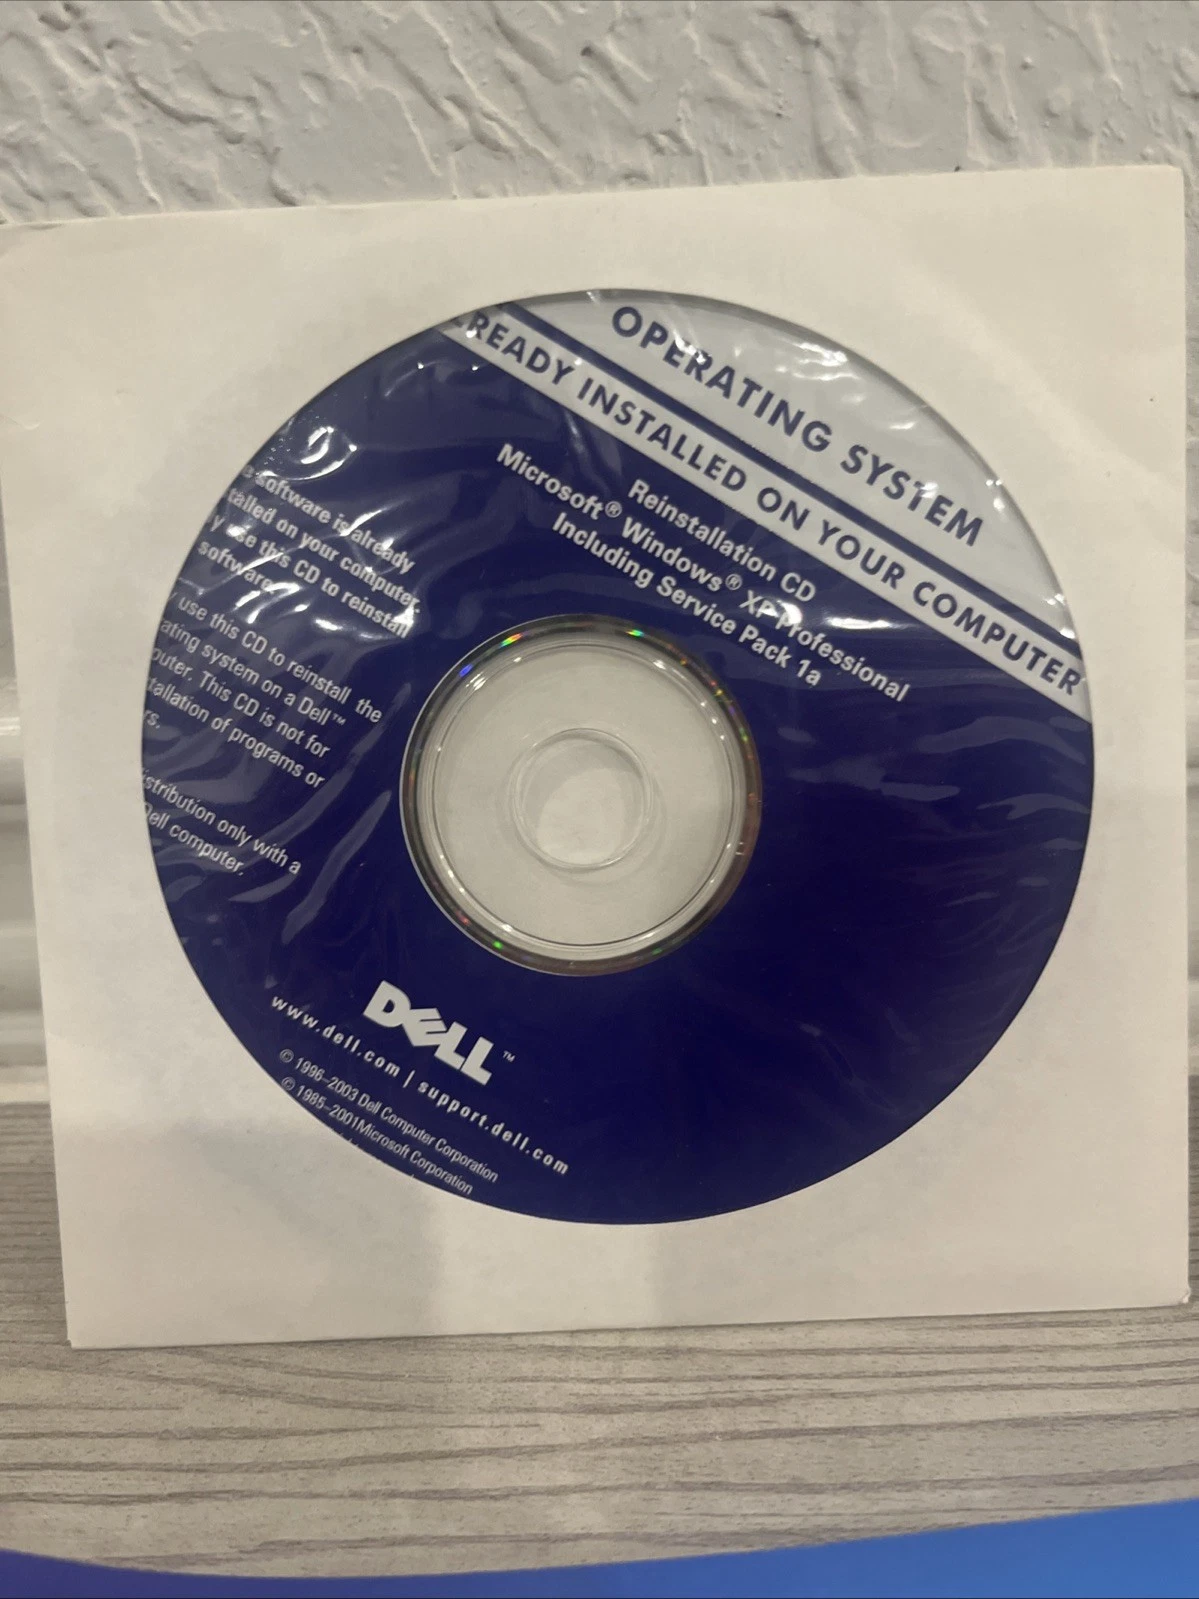 OPERATING SYSTEM
READY INSTALLED ON YOUR COMPUTER
Reinstallation CD
Microsoft® Windows® XP Professional
Including Service Pack 1a
software is already
talled on your computer.
y use this CD to reinstall
software
use this CD to reinstall the
ating system on a Dell™
puter. This CD is not for
tallation of programs or
rs.
istribution only with a
Dell computer.
DELL™
www.dell.com | support.dell.com
© 1996–2003 Dell Computer Corporation
© 1985–2001Microsoft Corporation